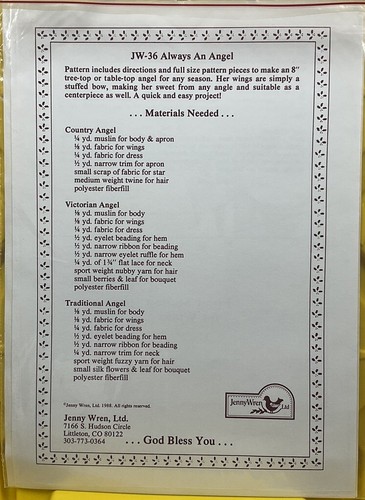 JW-36 Always An Angel
Pattern includes directions and full size pattern pieces to make an 8"
tree-top or table-top angel for any season. Her wings are simply a
stuffed bow, making her sweet from any angle and suitable as a
centerpiece as well. A quick and easy project!
. . . Materials Needed . . .
Country Angel
¼ yd. muslin for body & apron
⅛ yd. fabric for wings
¼ yd. fabric for dress
½ yd. narrow trim for apron
small scrap of fabric for star
medium weight twine for hair
polyester fiberfill
Victorian Angel
⅛ yd. muslin for body
⅛ yd. fabric for wings
¼ yd. fabric for dress
½ yd. eyelet beading for hem
½ yd. narrow ribbon for beading
½ yd. narrow eyelet ruffle for hem
¼ yd. of 1¾" flat lace for neck
sport weight nubby yarn for hair
small berries & leaf for bouquet
polyester fiberfill
Traditional Angel
⅛ yd. muslin for body
⅛ yd. fabric for wings
¼ yd. fabric for dress
½ yd. eyelet beading for hem
½ yd. narrow ribbon for beading
¼ yd. narrow trim for neck
sport weight fuzzy yarn for hair
small silk flowers & leaf for bouquet
polyester fiberfill
©Jenny Wren, Ltd. 1988. All rights reserved.
Jenny Wren Ltd
Jenny Wren, Ltd.
7166 S. Hudson Circle
Littleton, CO 80122
303-773-0364 . . . God Bless You . . .